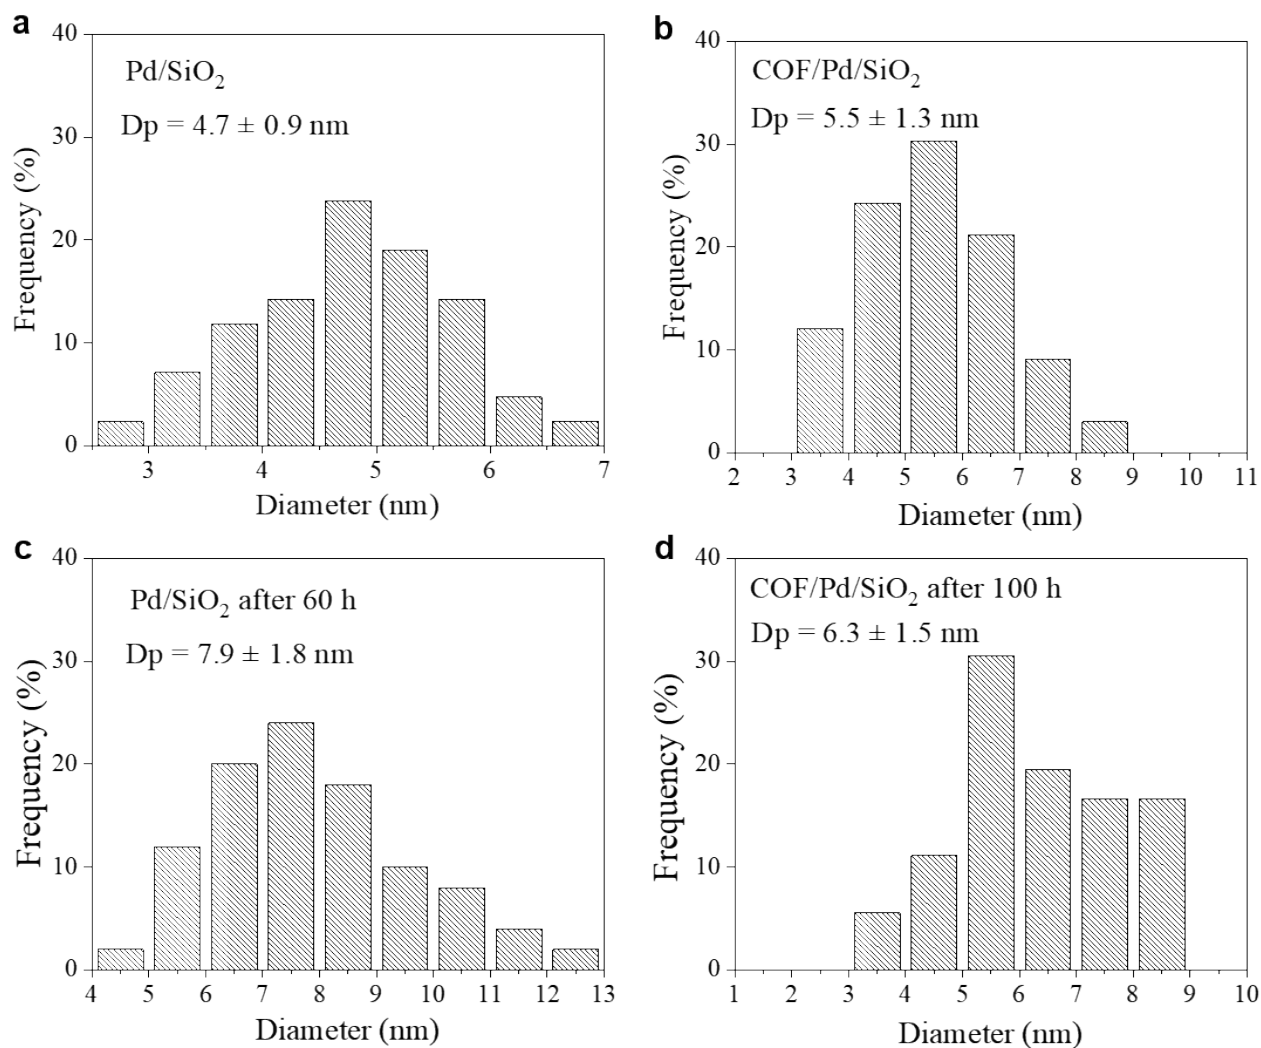 a
Pd/SiO2
Dp = 4.7 ± 0.9 nm
Frequency (%)
40
30
20
10
0
3 4 5 6 7
Diameter (nm)
b
COF/Pd/SiO2
Dp = 5.5 ± 1.3 nm
Frequency (%)
40
30
20
10
0
2 3 4 5 6 7 8 9 10 11
Diameter (nm)
c
Pd/SiO2 after 60 h
Dp = 7.9 ± 1.8 nm
Frequency (%)
40
30
20
10
0
4 5 6 7 8 9 10 11 12 13
Diameter (nm)
d
COF/Pd/SiO2 after 100 h
Dp = 6.3 ± 1.5 nm
Frequency (%)
40
30
20
10
0
1 2 3 4 5 6 7 8 9 10
Diameter (nm)